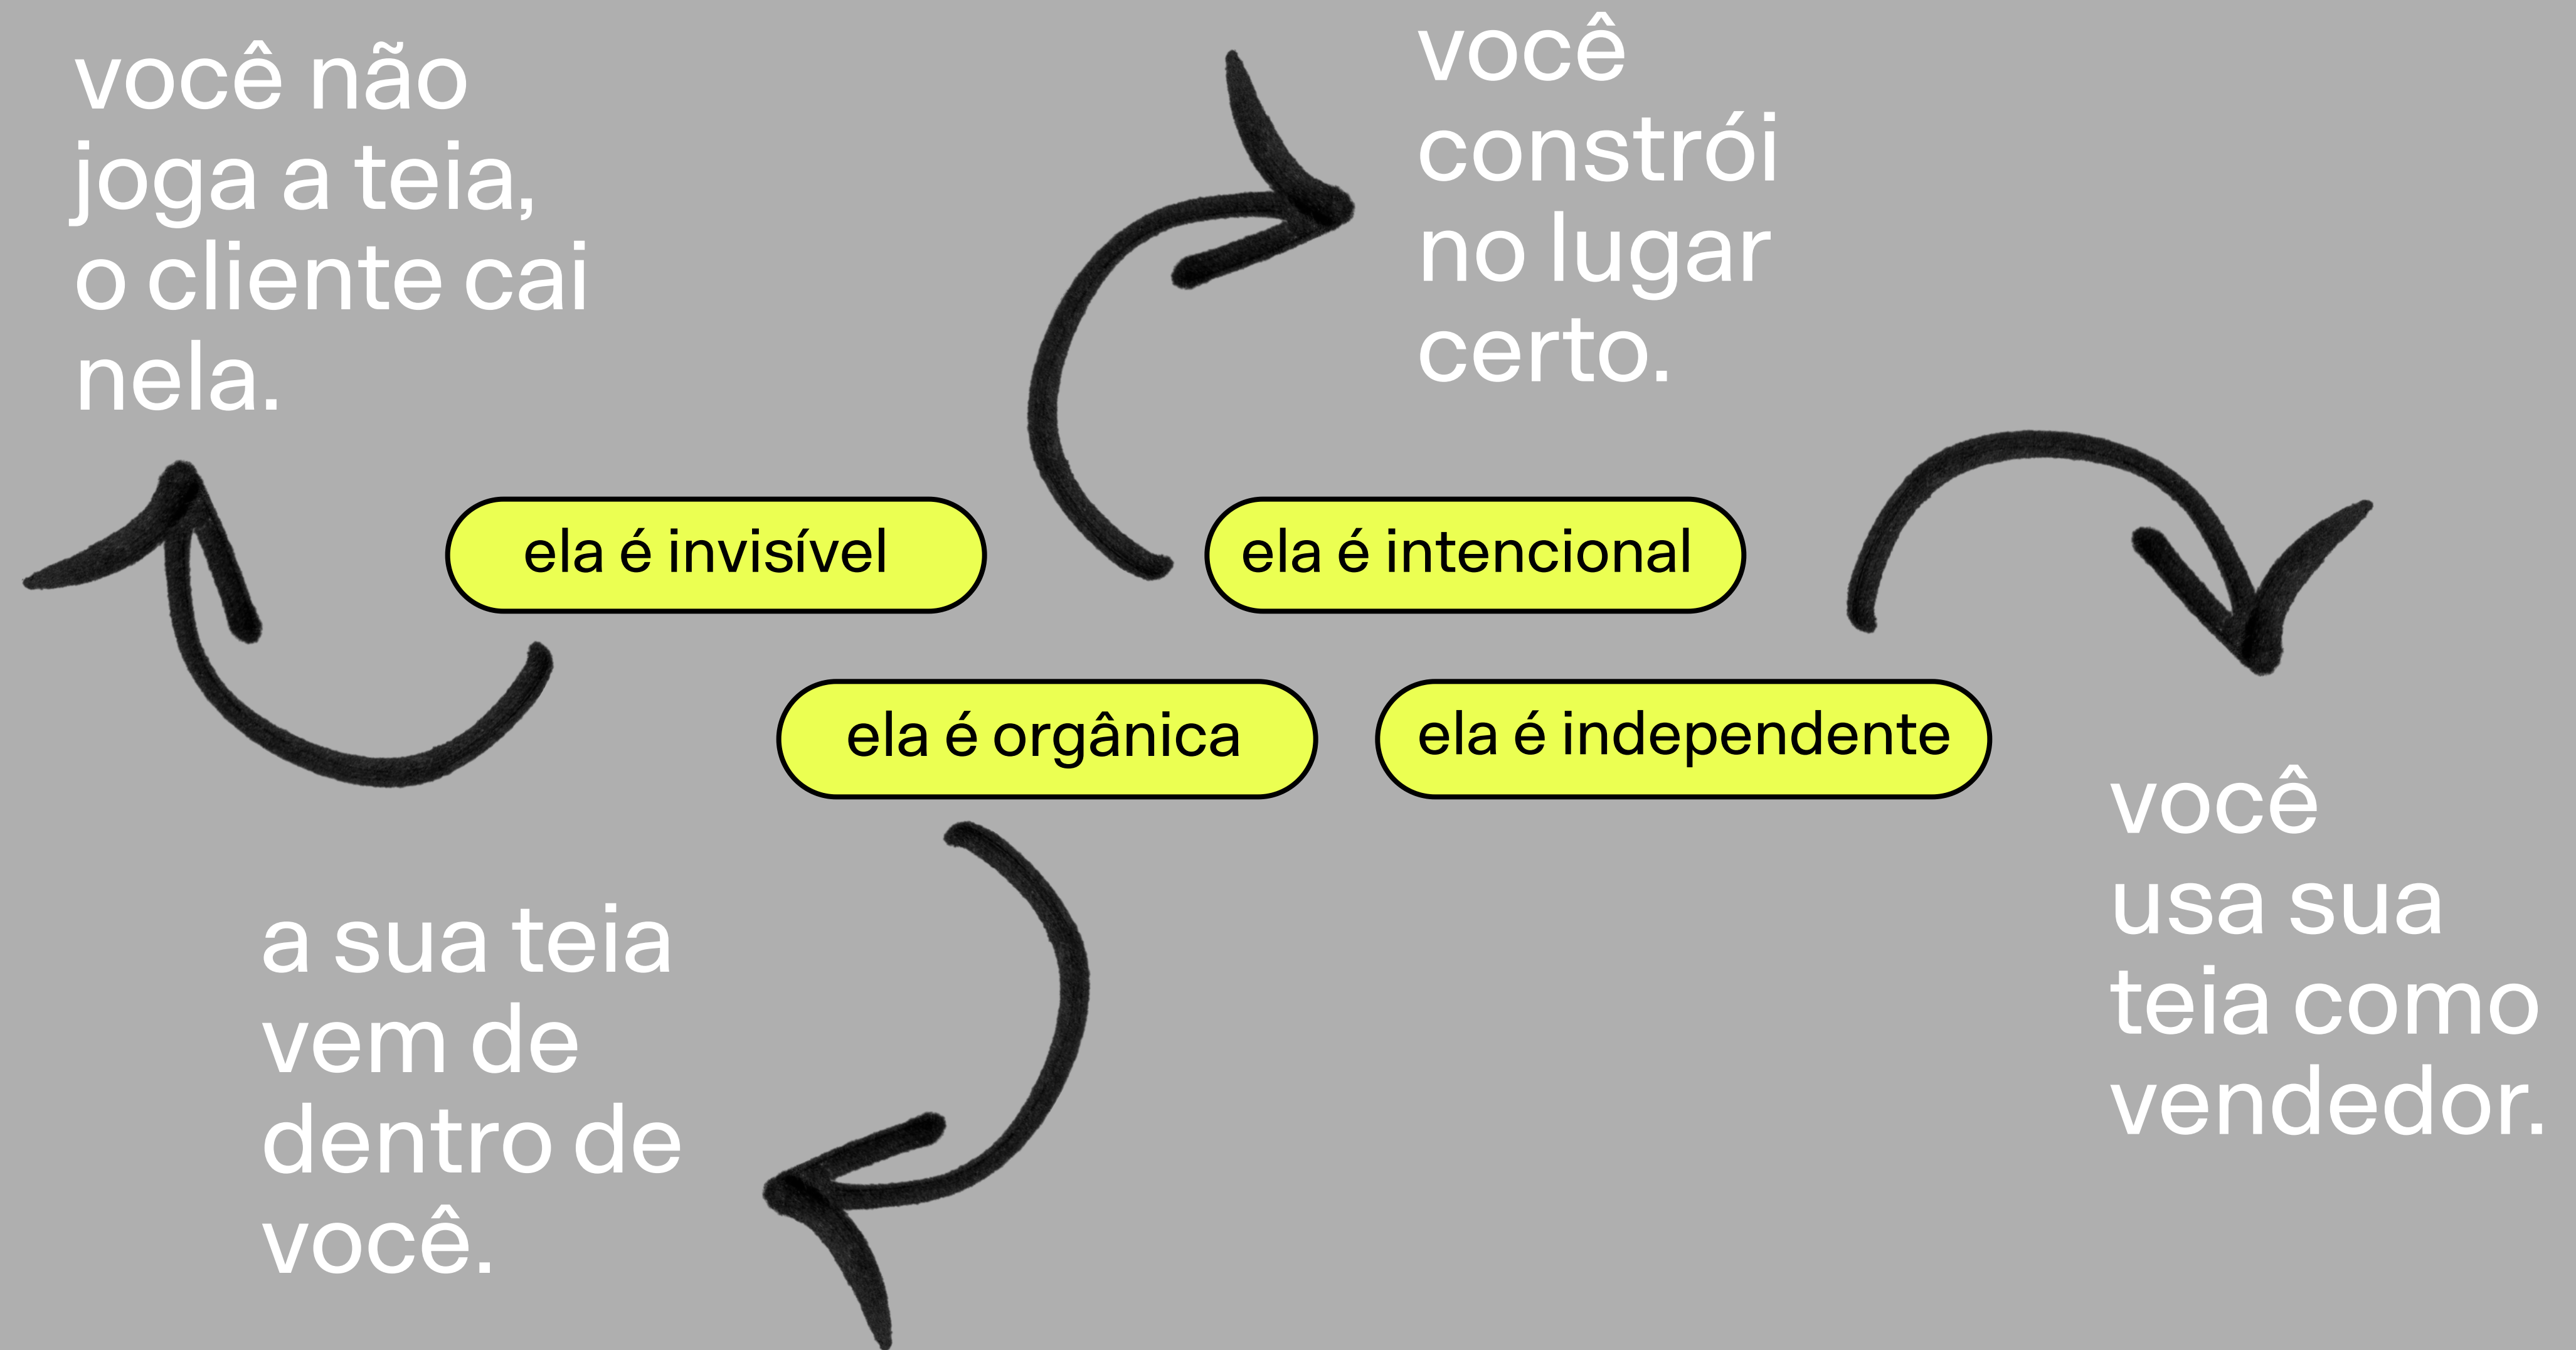 você não
joga a teia,
o cliente cai
nela.
você
constrói
no lugar
certo.
ela é invisível
ela é intencional
ela é orgânica
ela é independente
a sua teia
vem de
dentro de
você.
você
usa sua
teia como
vendedor.